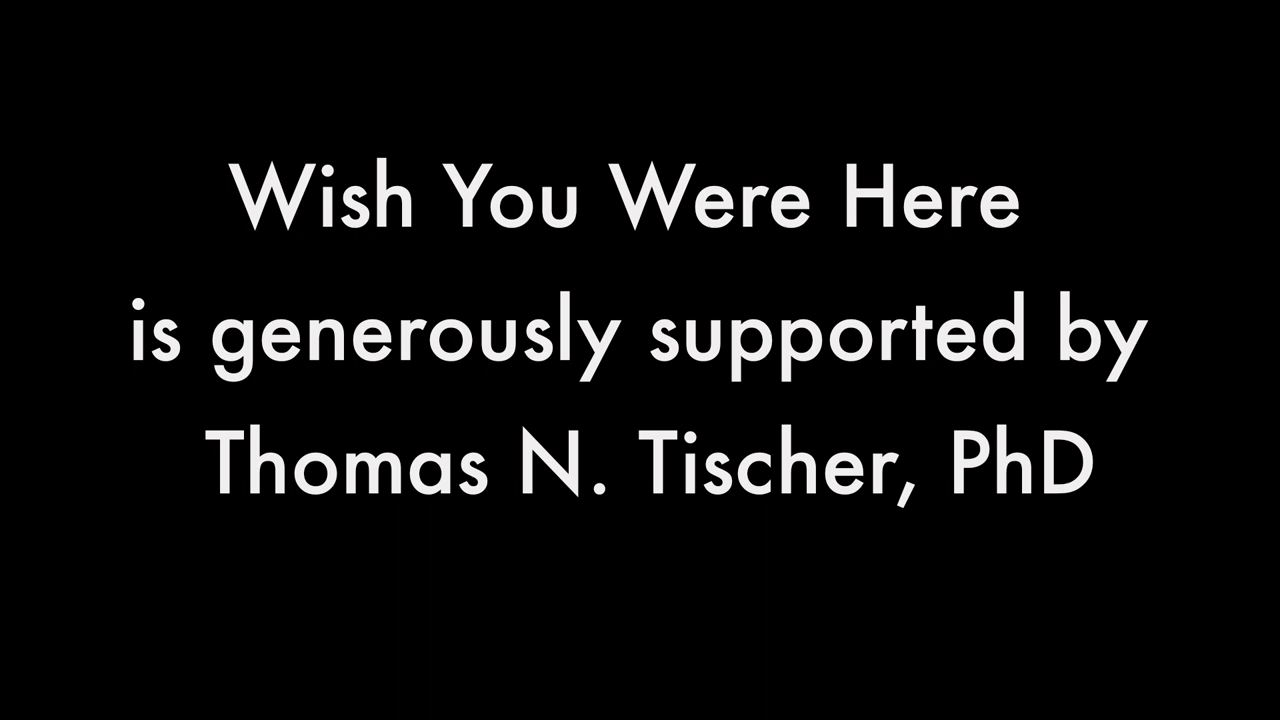 Wish You Were Here
is generously supported by
Thomas N. Tischer, PhD